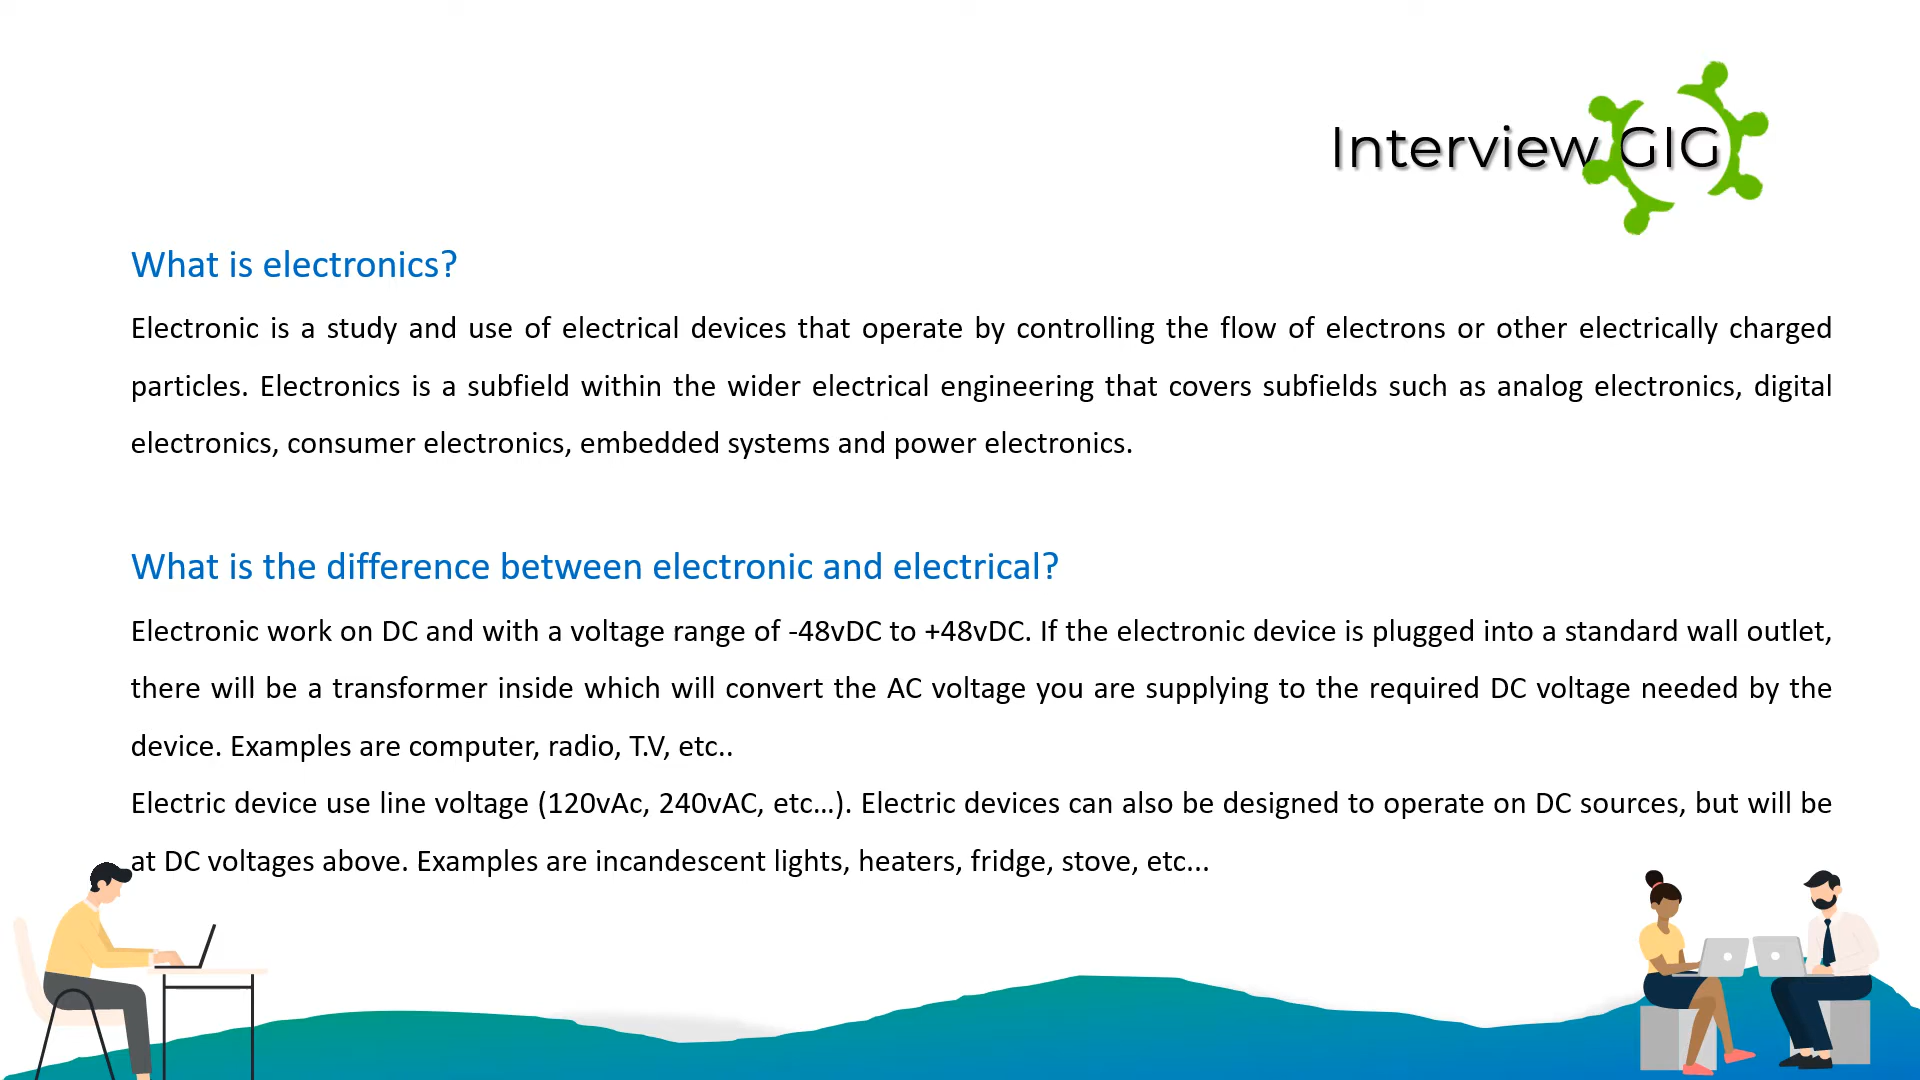 Interview GIG
What is electronics?
Electronic is a study and use of electrical devices that operate by controlling the flow of electrons or other electrically charged
particles. Electronics is a subfield within the wider electrical engineering that covers subfields such as analog electronics, digital
electronics, consumer electronics, embedded systems and power electronics.
What is the difference between electronic and electrical?
Electronic work on DC and with a voltage range of -48vDC to +48vDC. If the electronic device is plugged into a standard wall outlet,
there will be a transformer inside which will convert the AC voltage you are supplying to the required DC voltage needed by the
device. Examples are computer, radio, T.V, etc..
Electric device use line voltage (120vAc, 240vAC, etc...). Electric devices can also be designed to operate on DC sources, but will be
at DC voltages above. Examples are incandescent lights, heaters, fridge, stove, etc...